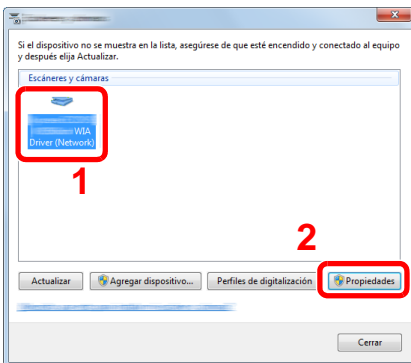 Si el dispositivo no se muestra en la lista, asegúrese de que esté encendido y conectado al equipo
y después elija Actualizar.
Escáneres y cámaras
WIA
Driver (Network)
1
2
Actualizar
Agregar dispositivo...
Perfiles de digitalización
Propiedades
Cerrar